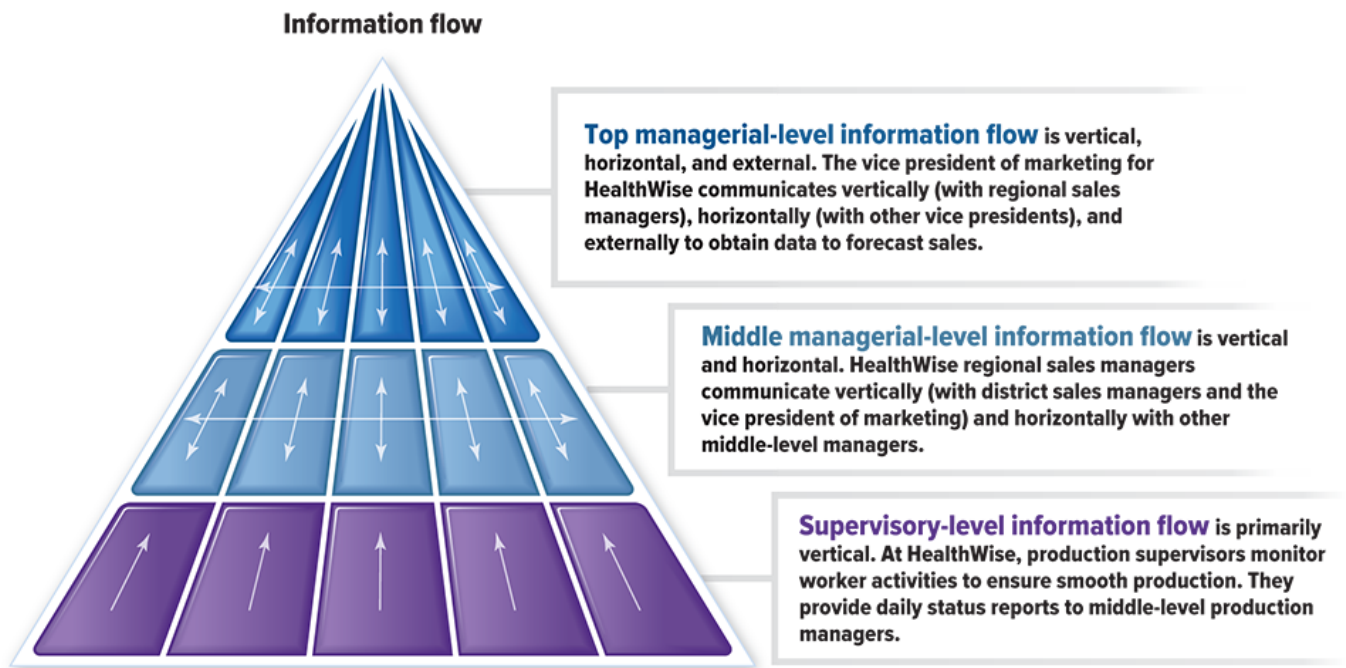 Information flow
Top managerial-level information flow is vertical,
horizontal, and external. The vice president of marketing for
HealthWise communicates vertically (with regional sales
managers), horizontally (with other vice presidents), and
externally to obtain data to forecast sales.
Middle managerial-level information flow is vertical
and horizontal. HealthWise regional sales managers
communicate vertically (with district sales managers and the
vice president of marketing) and horizontally with other
middle-level managers.
Supervisory-level information flow is primarily
vertical. At HealthWise, production supervisors monitor
worker activities to ensure smooth production. They
provide daily status reports to middle-level production
managers.